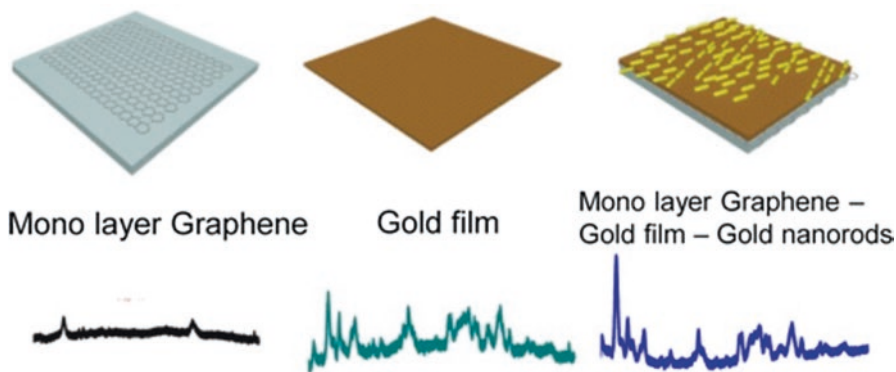 Mono layer Graphene
Gold film
Mono layer Graphene –
Gold film – Gold nanorods